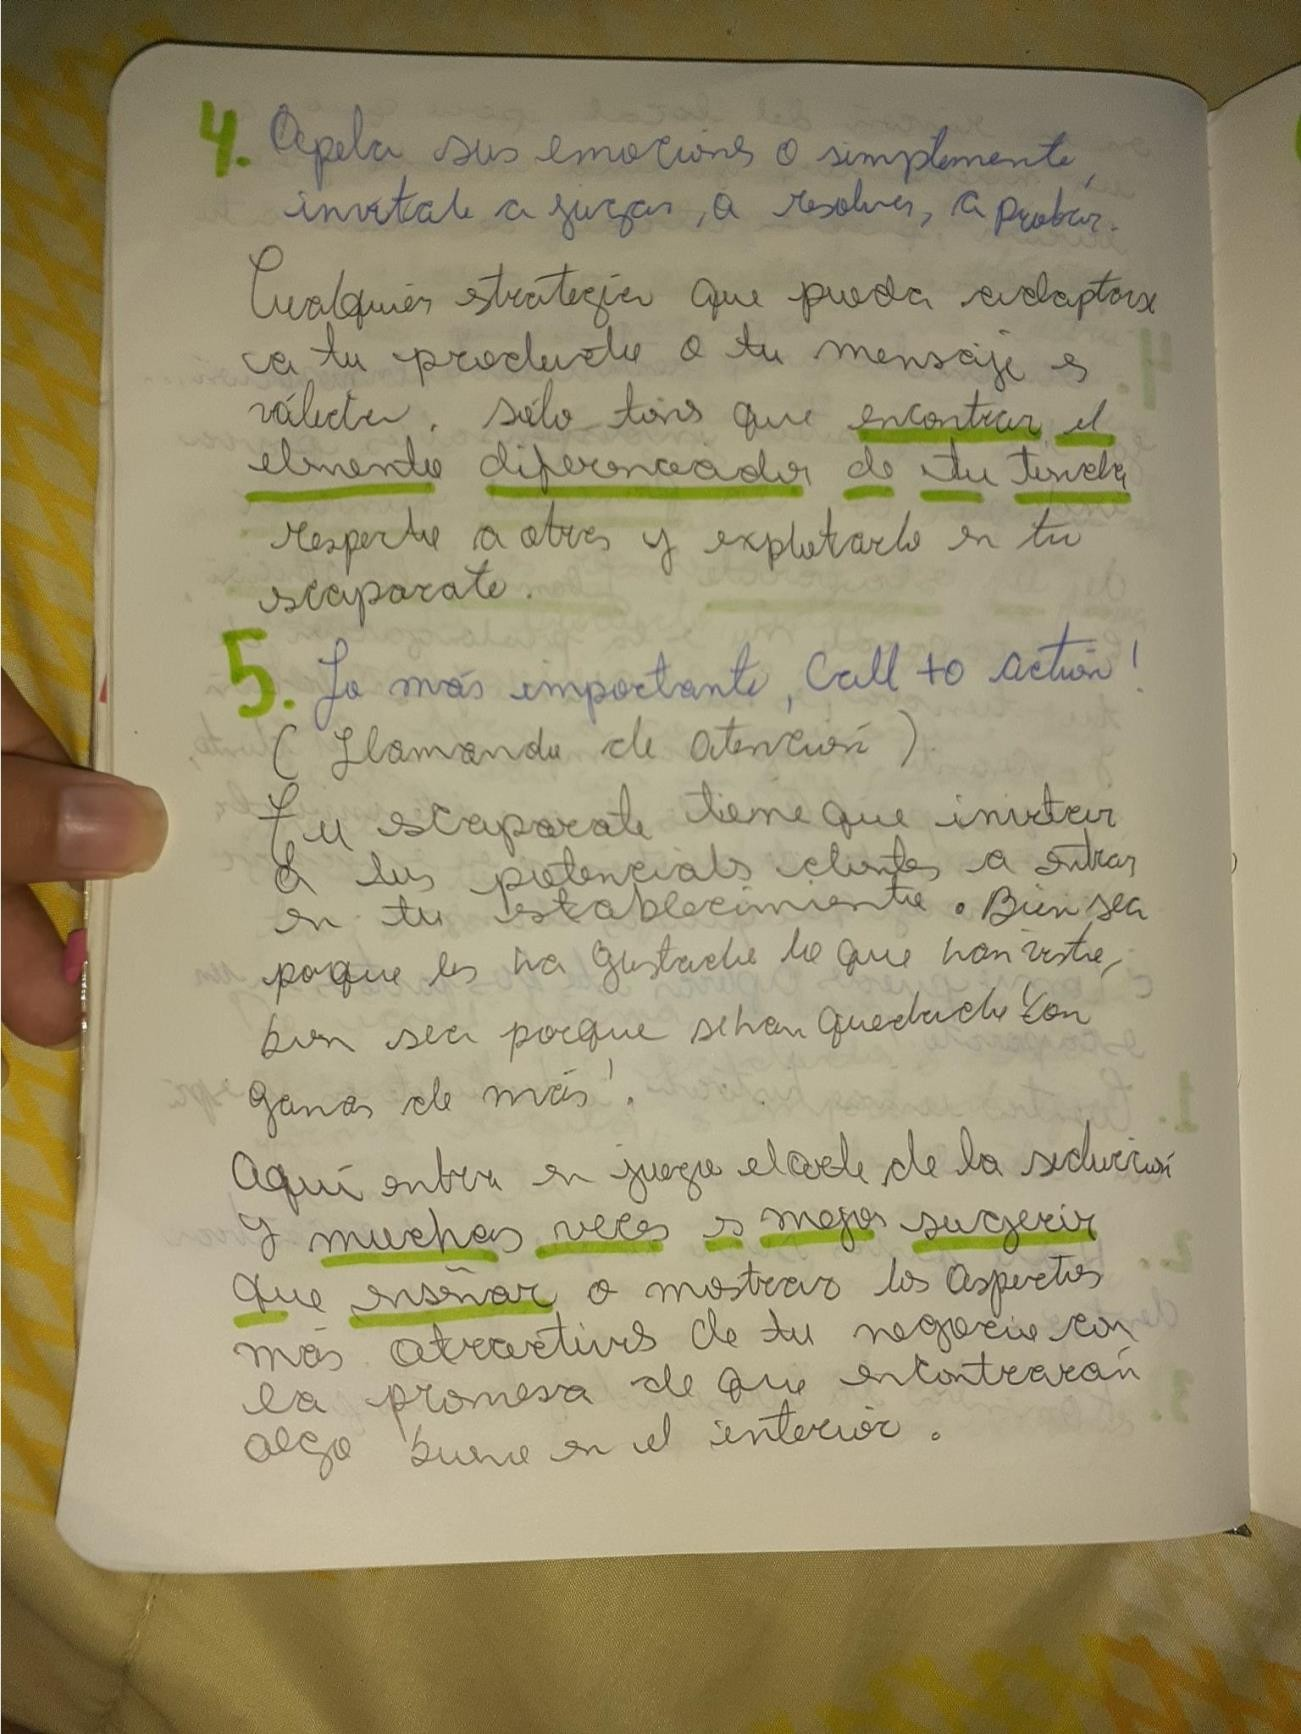 4. Apela sus emociones o simplemente,
invitale a jugar, a resolver, a probar.
Cualquier estrategia que pueda adaptarse
a tu producto o tu mensaje es
válida. Sólo tins que encontrar el
elemento diferenciador de tu tienda
respecto a otros y explotarlo en tu
escaparate.
5. Lo más importante, Call to action!
( Llamando de atención )
Tu escaparate tiene que invitar
a tus potenciales clientes a entrar
en tu establecimiento. Bien sea
poque les ha gustado lo que han visto,
bien sea porque se han quedado ¡con
ganas de más!.
Aquí entra en juego el arte de la seducción
y muchas veces es mejor sugerir
que enseñar o mostrar los aspectos
más atractivos de tu negocio con
la promesa de que encontrarán
algo bueno en el interior.